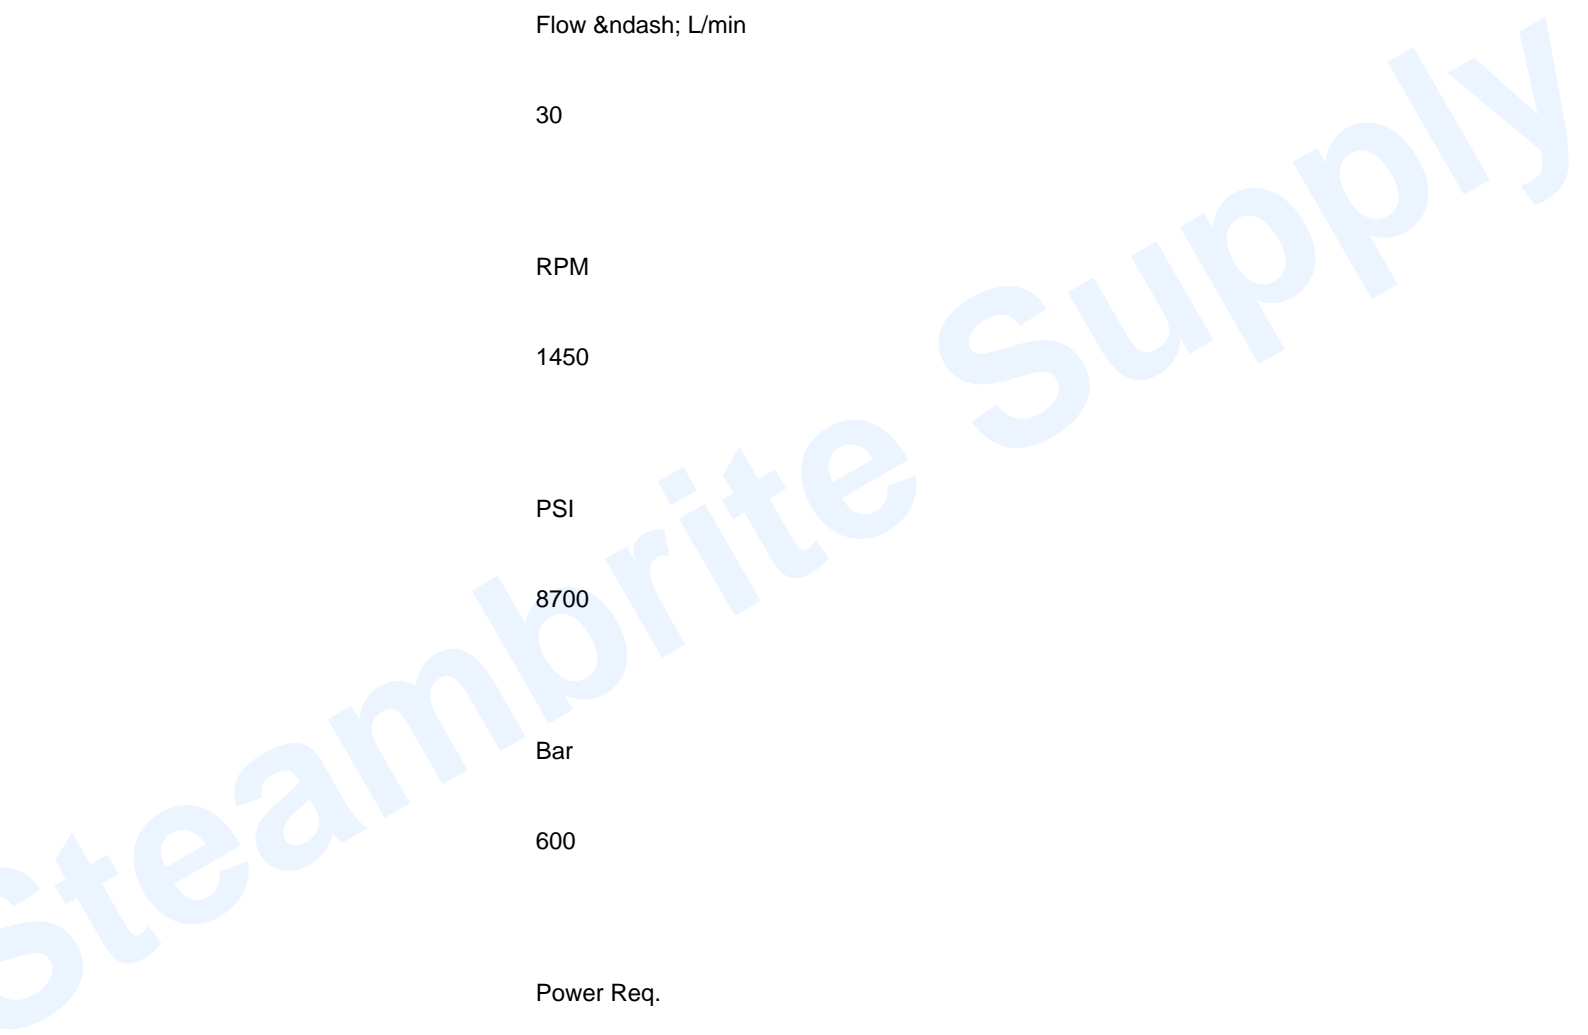 Flow &ndash; L/min
30
RPM
1450
PSI
8700
Bar
600
Power Req.
Steambrite Supply